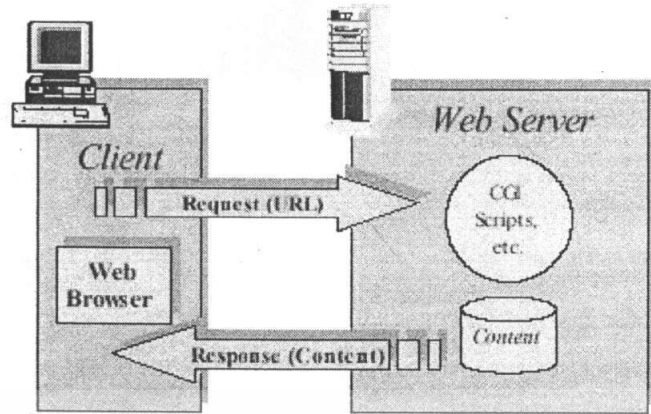 Web Server
Client
CGI
Scripts,
etc.
Request (URL)
Web
Browser
Content
Response (Content)